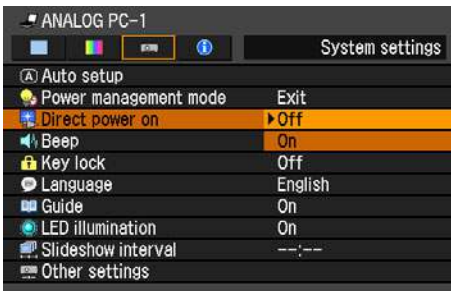 ANALOG PC-1
System settings
Auto setup
Power management mode Exit
Direct power on Off
Beep On
Key lock Off
Language English
Guide On
LED illumination On
Slideshow interval --:--
Other settings